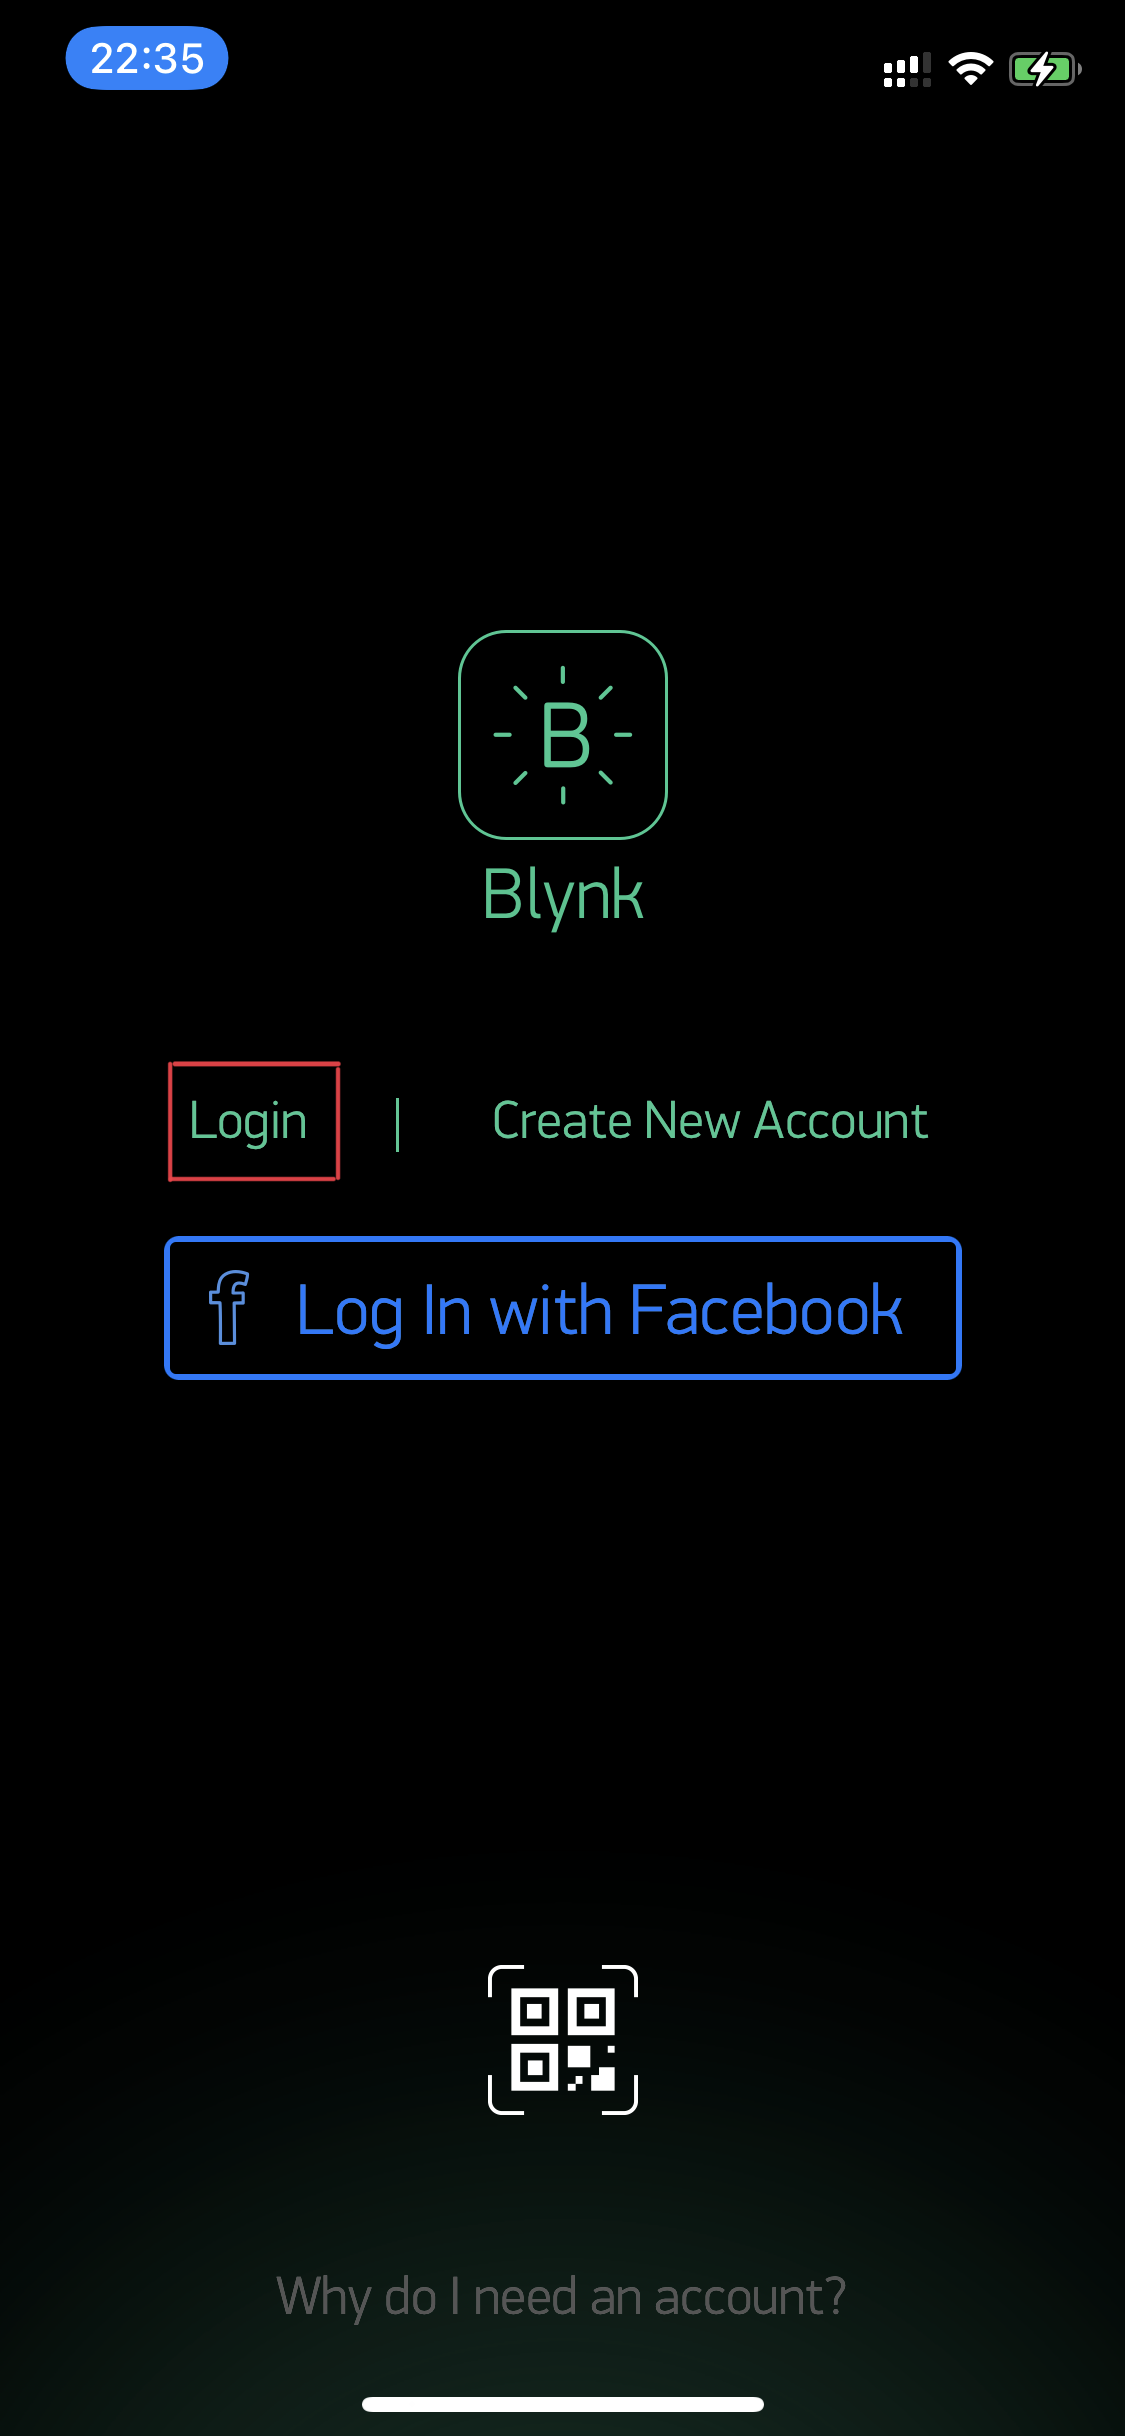 22:35
B
Blynk
Login | Create New Account
f Log In with Facebook
Why do I need an account?